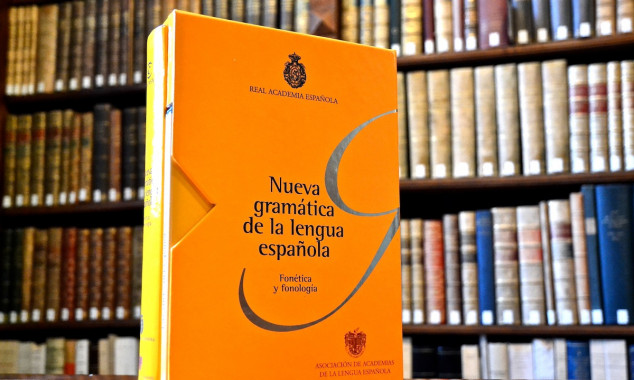 REAL ACADEMIA ESPAÑOLA
Nueva
gramática
de la lengua
española
Fonética
y fonología
ASOCIACIÓN DE ACADEMIAS
DE LA LENGUA ESPAÑOLA